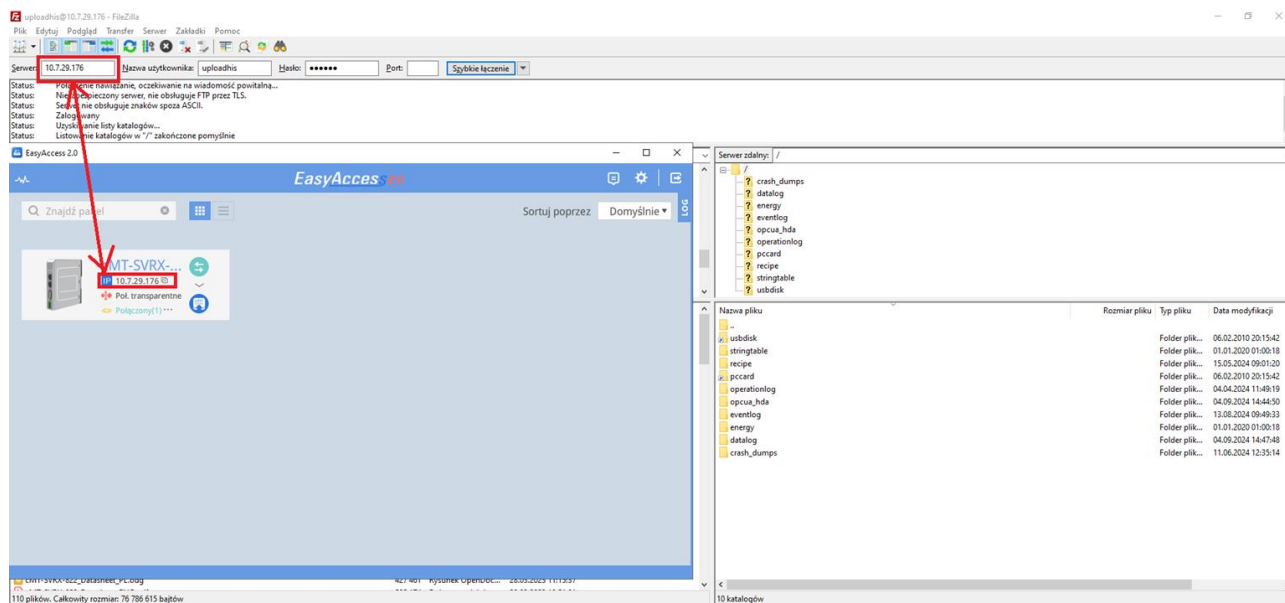 uploadhis@10.7.29.176 - FileZilla
Plik Edytuj Podgląd Transfer Serwer Zakładki Pomoc
Serwer: 10.7.29.176 Nazwa użytkownika: uploadhis Hasło: ●●●●●● Port: Szybkie łączenie
Status: nawiązanie, oczekiwanie na wiadomość powitalną...
Status: serwer, nie obsługuje FTP przez TLS.
Status: nie obsługuje znaków spoza ASCII.
Status: Zalogowany
Status: Uzyskiwanie listy katalogów...
Status: Listowanie katalogów w "/" zakończone pomyślnie
EasyAccess 2.0
EasyAccess 2.0
Znajdź panel
Sortuj poprzez Domyślnie
LOG
MT-SVRX-...
IP 10.7.29.176
Poł. transparentne
Połączony(1) ...
Serwer zdalny: /
/
crash_dumps
datalog
energy
eventlog
opcua_hda
operationlog
pccard
recipe
stringtable
usbdisk
Nazwa pliku Rozmiar pliku Typ pliku Data modyfikacji
..
usbdisk Folder plik... 06.02.2010 20:15:42
stringtable Folder plik... 01.01.2020 01:00:18
recipe Folder plik... 15.05.2024 09:01:20
pccard Folder plik... 06.02.2010 20:15:42
operationlog Folder plik... 04.04.2024 11:49:19
opcua_hda Folder plik... 04.09.2024 14:44:50
eventlog Folder plik... 13.08.2024 09:49:33
energy Folder plik... 01.01.2020 01:00:18
datalog Folder plik... 04.09.2024 14:47:48
crash_dumps Folder plik... 11.06.2024 12:35:14
110 plików. Całkowity rozmiar: 76 786 615 bajtów
10 katalogów